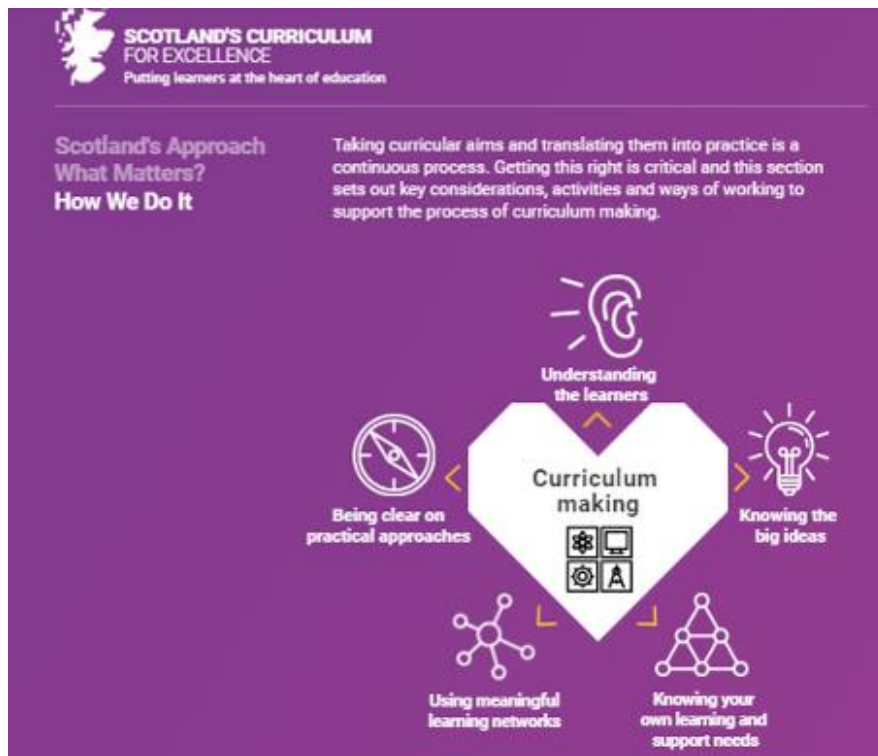 SCOTLAND'S CURRICULUM
FOR EXCELLENCE
Putting learners at the heart of education
Scotland's Approach
What Matters?
How We Do It
Taking curricular aims and translating them into practice is a
continuous process. Getting this right is critical and this section
sets out key considerations, activities and ways of working to
support the process of curriculum making.
Understanding
the learners
Curriculum
making
Being clear on
practical approaches
Knowing the
big ideas
Using meaningful
learning networks
Knowing your
own learning and
support needs